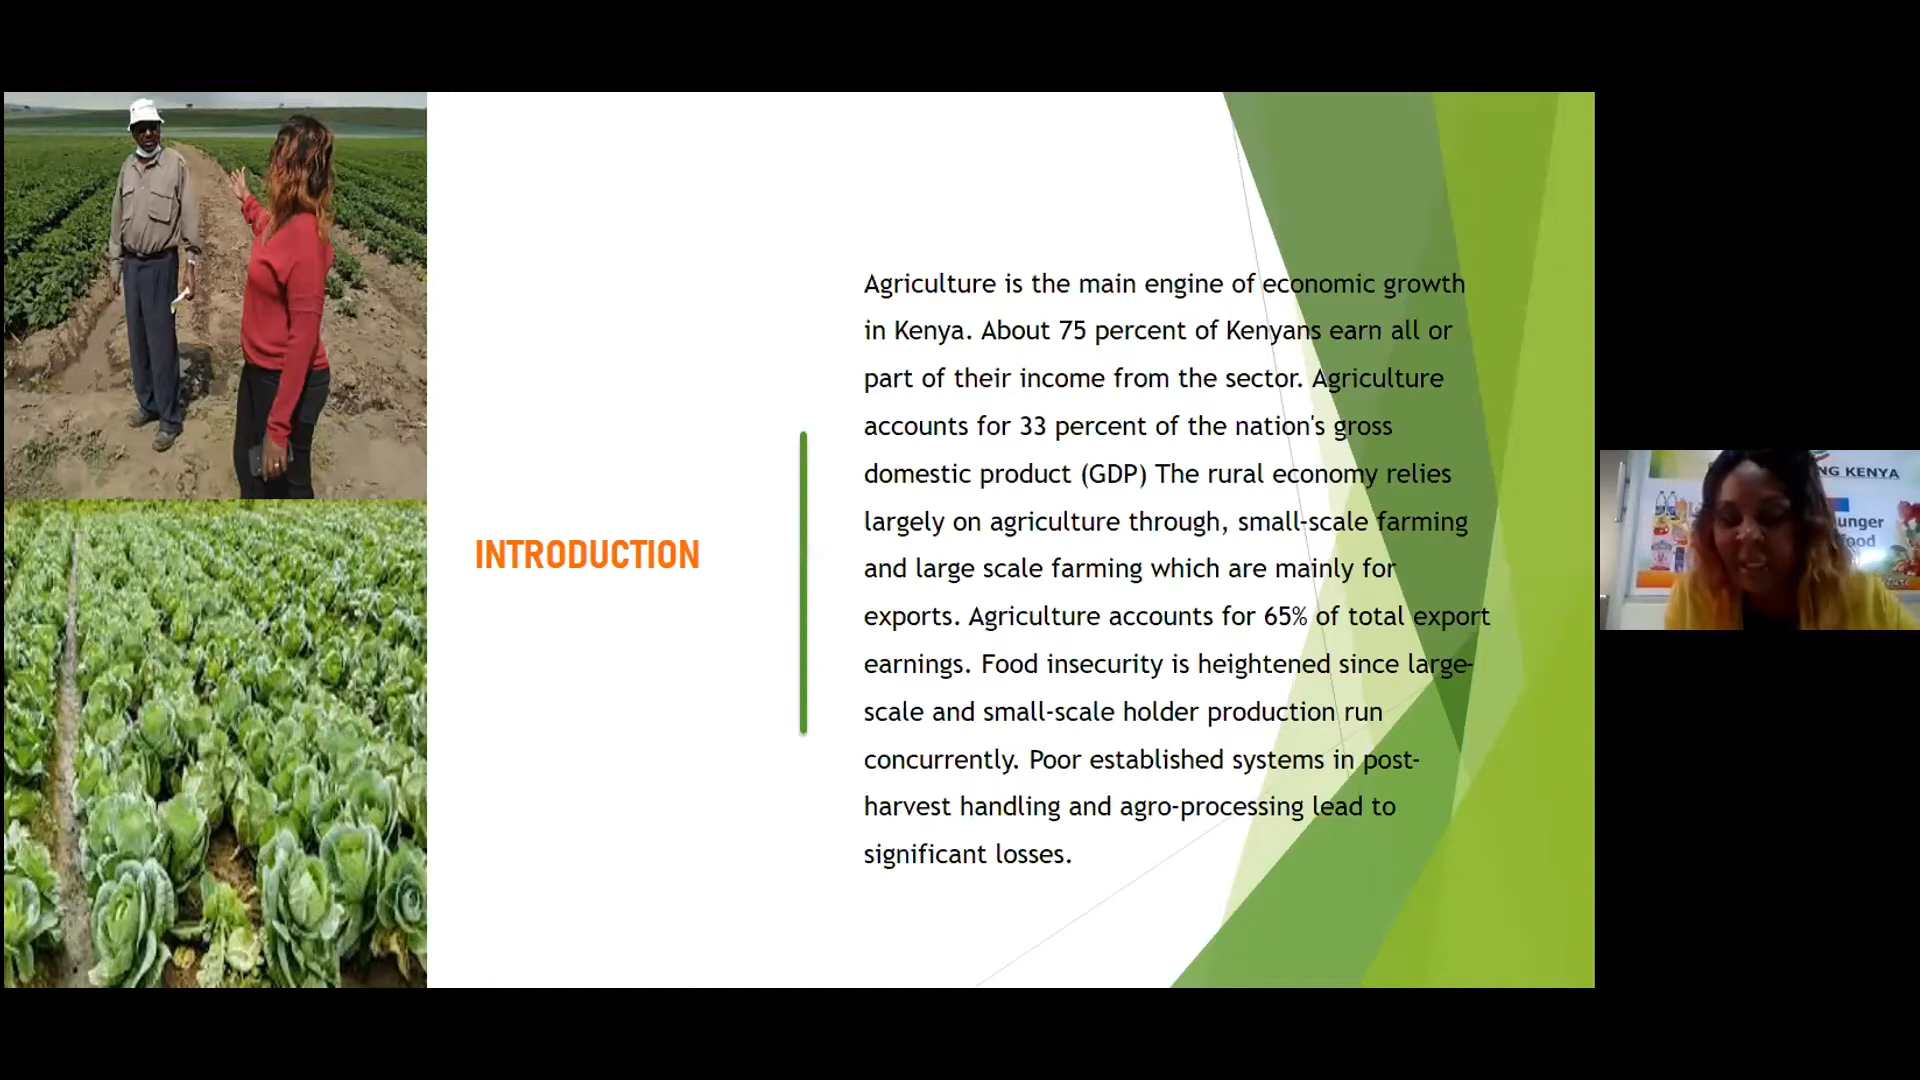 INTRODUCTION
Agriculture is the main engine of economic growth
in Kenya. About 75 percent of Kenyans earn all or
part of their income from the sector. Agriculture
accounts for 33 percent of the nation's gross
domestic product (GDP) The rural economy relies
largely on agriculture through, small-scale farming
and large scale farming which are mainly for
exports. Agriculture accounts for 65% of total export
earnings. Food insecurity is heightened since large-
scale and small-scale holder production run
concurrently. Poor established systems in post-
harvest handling and agro-processing lead to
significant losses.
NG KENYA
unger
food